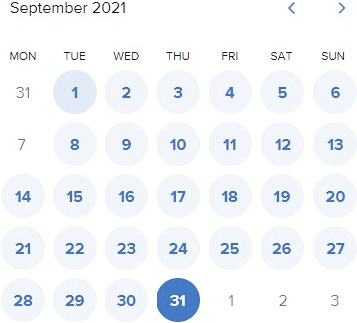 September 2021
MON TUE WED THU FRI SAT SUN
31 1 2 3 4 5 6
7 8 9 10 11 12 13
14 15 16 17 18 19 20
21 22 23 24 25 26 27
28 29 30 31 1 2 3